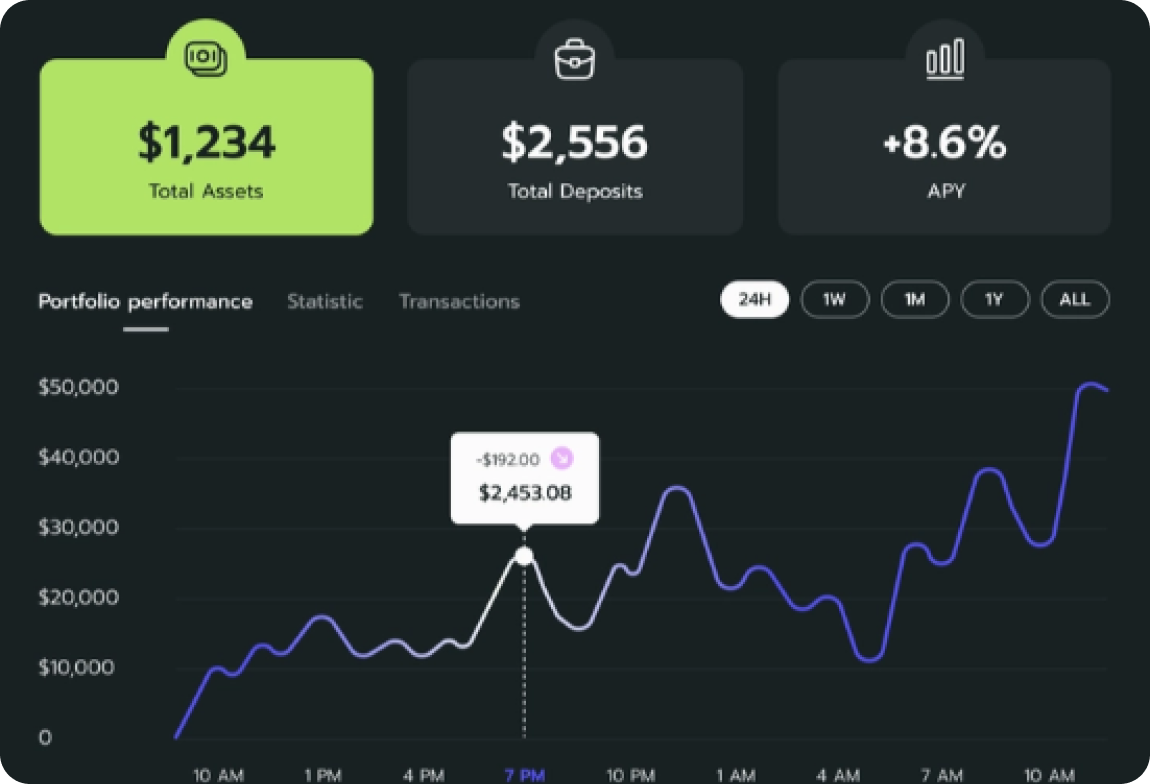 $1,234
Total Assets
$2,556
Total Deposits
+8.6%
APY
Portfolio performance
Statistic
Transactions
24H
1W
1M
1Y
ALL
$50,000
$40,000
$30,000
$20,000
$10,000
0
-$192.00
$2,453.08
10 AM
1 PM
4 PM
7 PM
10 PM
1 AM
4 AM
7 AM
10 AM